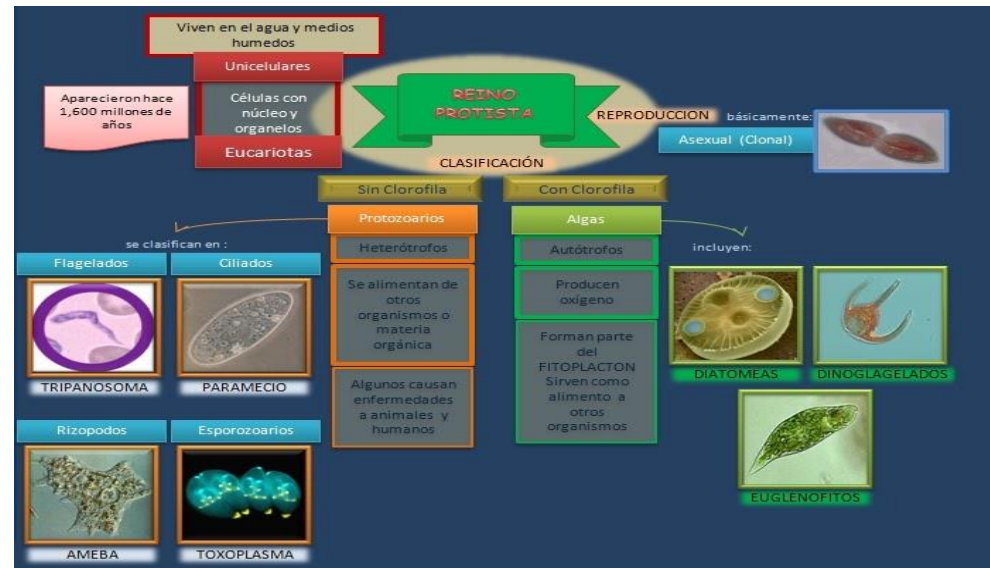 Viven en el agua y medios
humedos
Unicelulares
Células con
núcleo y
organelos
Eucariotas
Aparecieron hace
1,600 millones de
años
REINO
PROTISTA
REPRODUCCION
básicamente:
Asexual (Clonal)
CLASIFICACIÓN
Sin Clorofila
Con Clorofila
Protozoarios
Algas
se clasifican en :
Heterótrofos
Autótrofos
incluyen:
Flagelados
Ciliados
Se alimentan de
otros
organismos o
materia
orgánica
Producen
oxígeno
TRIPANOSOMA
PARAMECIO
Algunos causan
enfermedades
a animales y
humanos
Forman parte
del
FITOPLACTON
Sirven como
alimento a
otros
organismos
DIATOMEAS
DINOGLAGELADOS
Rizopodos
Esporozoarios
EUGLENOFITOS
AMEBA
TOXOPLASMA